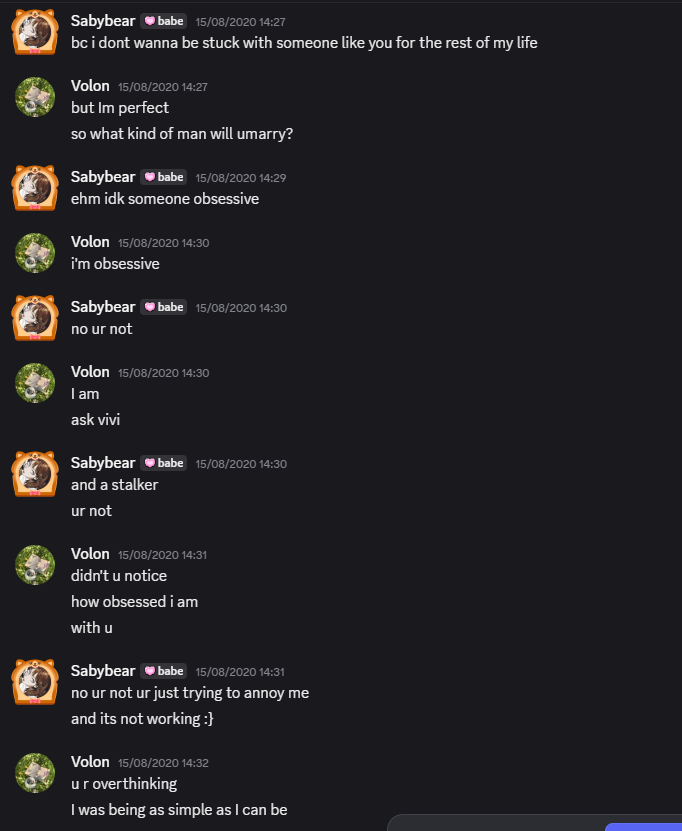 Sabybear babe 15/08/2020 14:27
bc i dont wanna be stuck with someone like you for the rest of my life
Volon 15/08/2020 14:27
but Im perfect
so what kind of man will umarry?
Sabybear babe 15/08/2020 14:29
ehm idk someone obsessive
Volon 15/08/2020 14:30
i'm obsessive
Sabybear babe 15/08/2020 14:30
no ur not
Volon 15/08/2020 14:30
I am
ask vivi
Sabybear babe 15/08/2020 14:30
and a stalker
ur not
Volon 15/08/2020 14:31
didn't u notice
how obsessed i am
with u
Sabybear babe 15/08/2020 14:31
no ur not ur just trying to annoy me
and its not working :}
Volon 15/08/2020 14:32
u r overthinking
I was being as simple as I can be